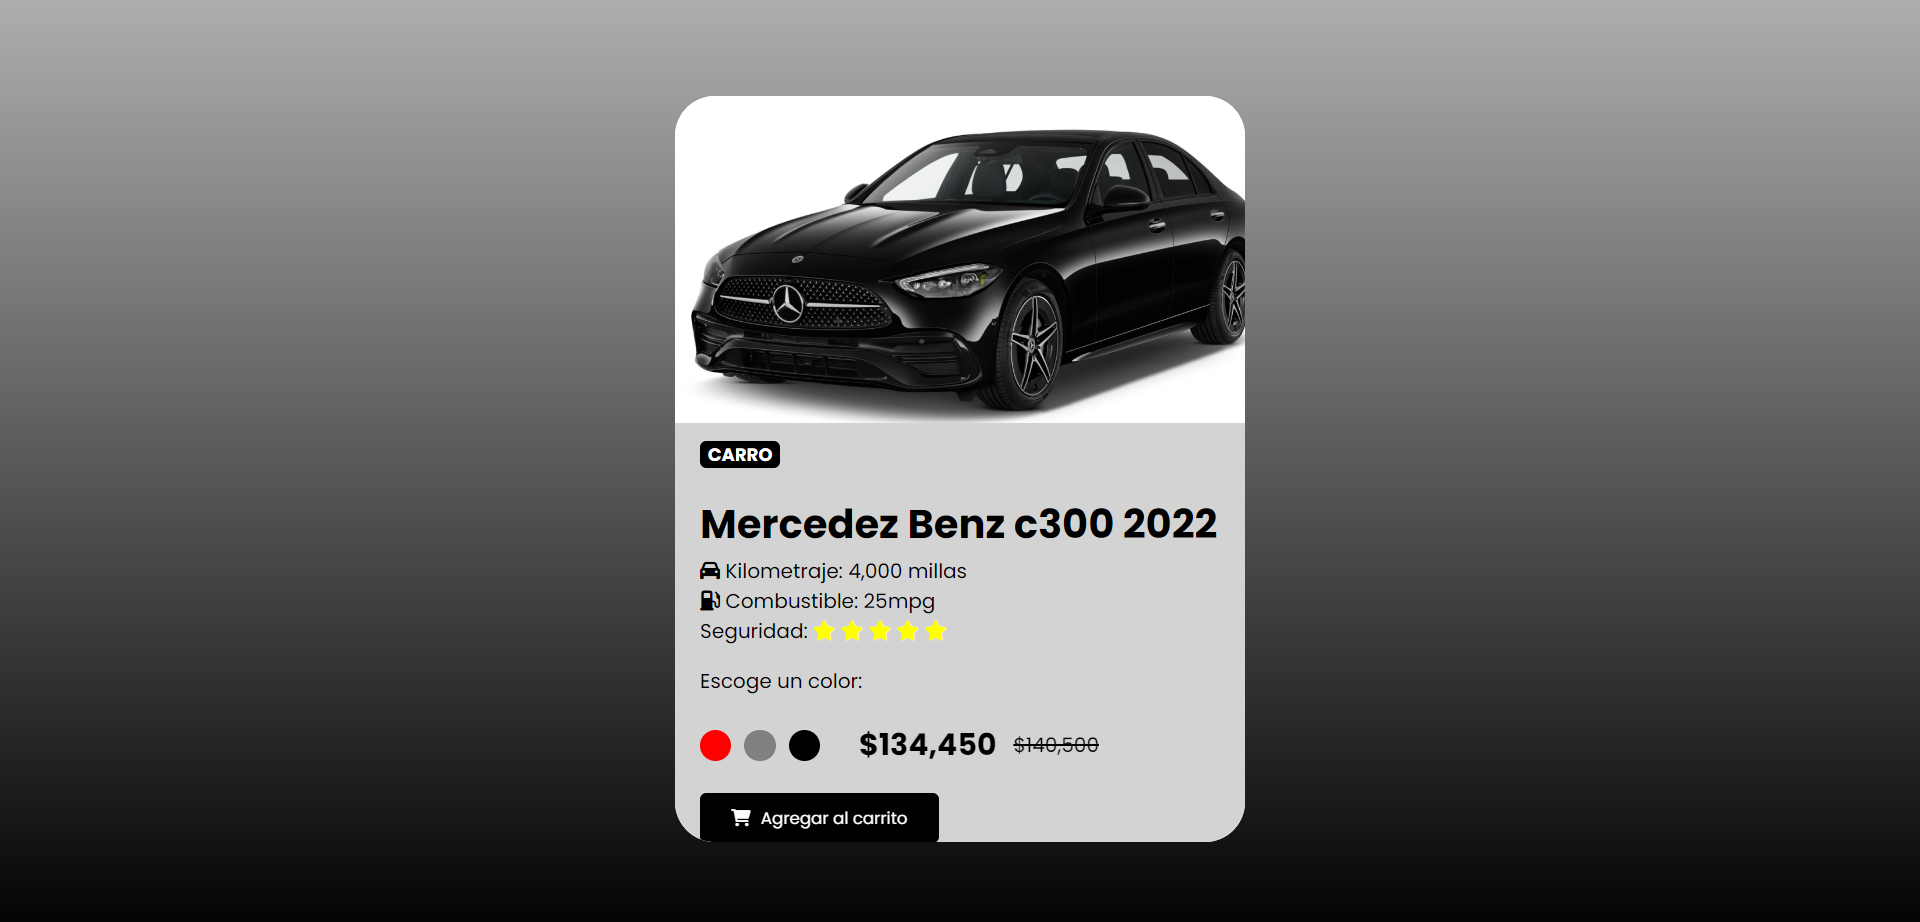 CARRO
Mercedez Benz c300 2022
Kilometraje: 4,000 millas
Combustible: 25mpg
Seguridad:
Escoge un color:
$134,450 $140,500
Agregar al carrito